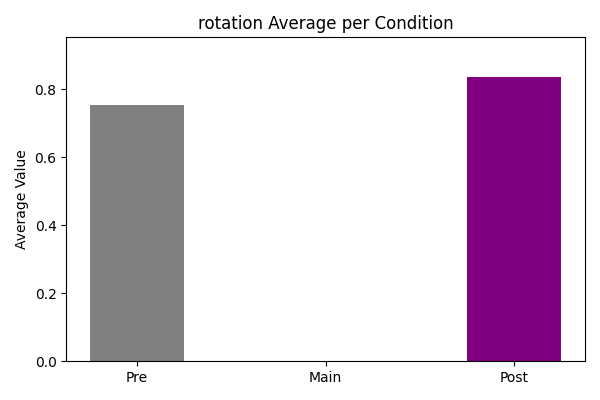 rotation Average per Condition
Average Value
0.8
0.6
0.4
0.2
0.0
Pre
Main
Post